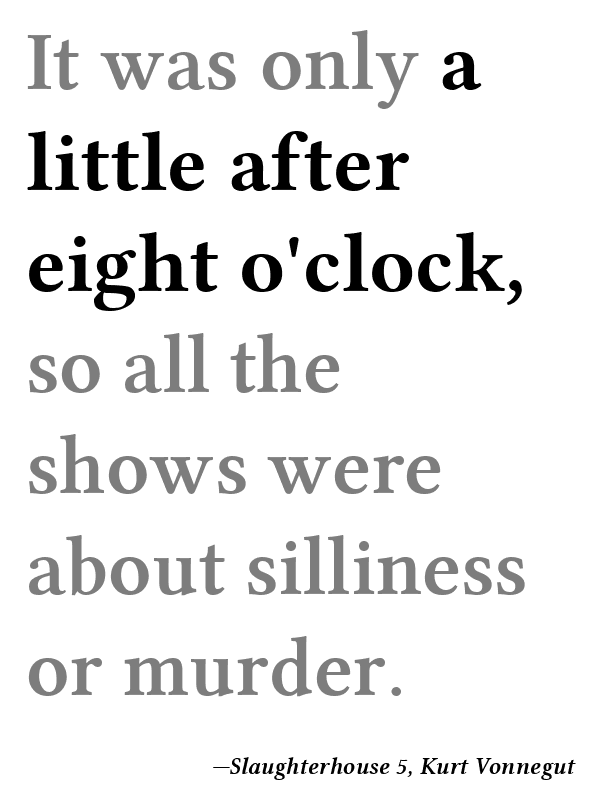 It was only a
little after
eight o'clock,
so all the
shows were
about silliness
or murder.
—Slaughterhouse 5, Kurt Vonnegut